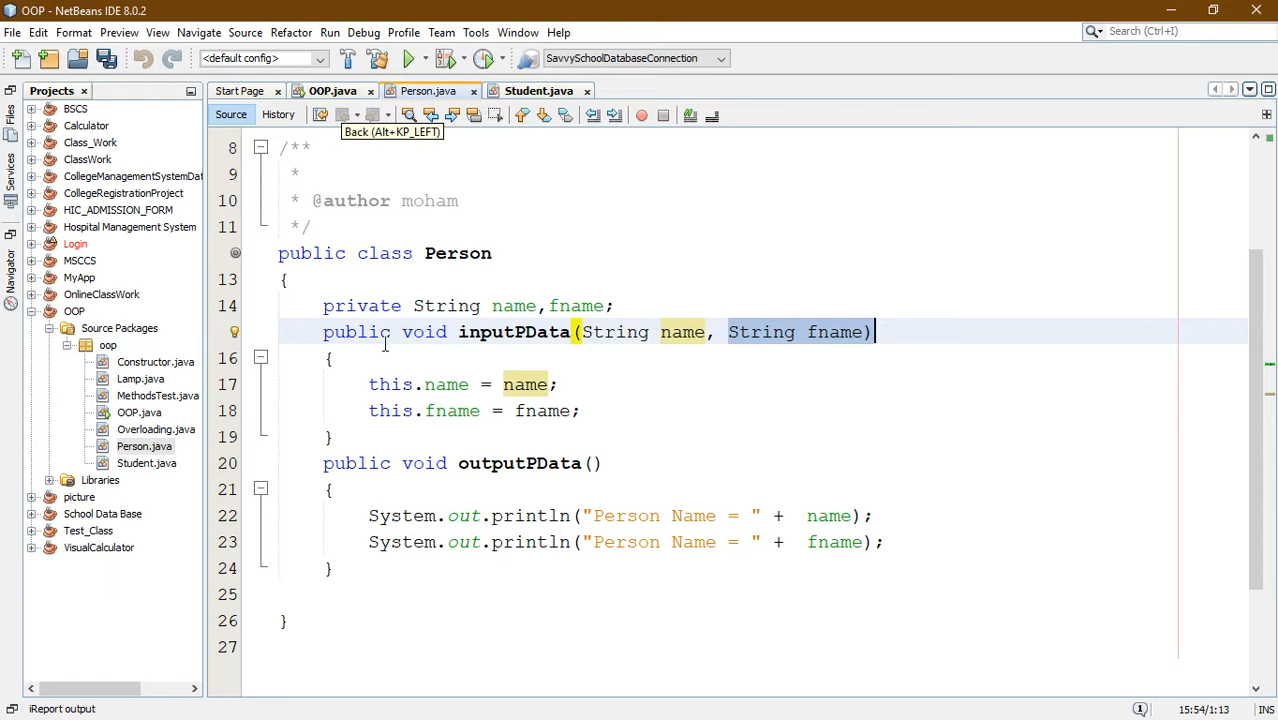 OOP - NetBeans IDE 8.0.2
File Edit Format Preview View Navigate Source Refactor Run Debug Profile Team Tools Window Help
Search (Ctrl+I)
<default config>
SavvySchoolDatabaseConnection
Projects
Start Page
OOP.java
Person.java
Student.java
Source History
Back (Alt+KP_LEFT)
Files
Services
Navigator
BSCS
Calculator
Class_Work
ClassWork
CollegeManagementSystemDat
CollegeRegistrationProject
HIC_ADMISSION_FORM
Hospital Management System
Login
MSCCS
MyApp
OnlineClassWork
OOP
Source Packages
oop
Constructor.java
Lamp.java
MethodsTest.java
OOP.java
Overloading.java
Person.java
Student.java
Libraries
picture
School Data Base
Test_Class
VisualCalculator
8 /**
9 *
10 * @author moham
11 */
public class Person
13 {
14 private String name,fname;
public void inputPData(String name, String fname)
16 {
17 this.name = name;
18 this.fname = fname;
19 }
20 public void outputPData()
21 {
22 System.out.println("Person Name = " + name);
23 System.out.println("Person Name = " + fname);
24 }
25
26 }
27
iReport output
1
15:54/1:13
INS